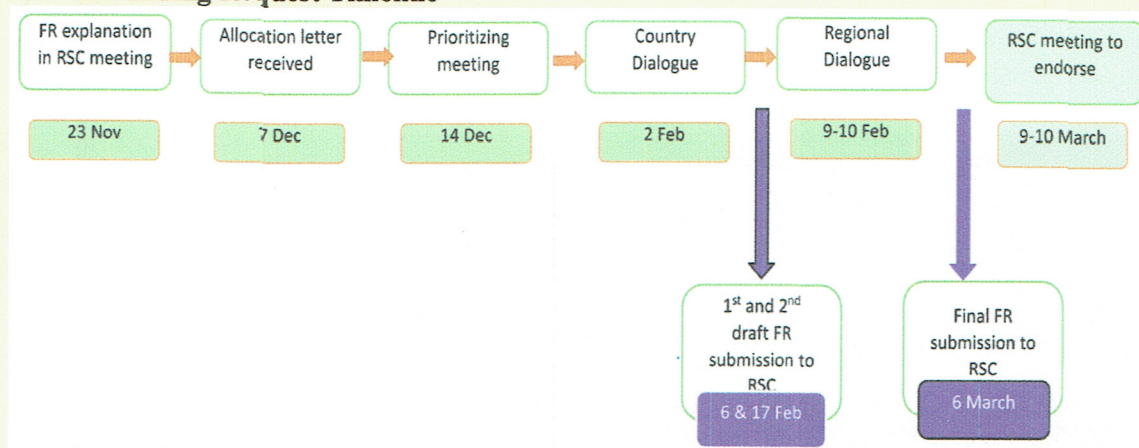 FR explanation
in RSC meeting
Allocation letter
received
Prioritizing
meeting
Country
Dialogue
Regional
Dialogue
RSC meeting to
endorse
23 Nov
7 Dec
14 Dec
2 Feb
9-10 Feb
9-10 March
1st and 2nd
draft FR
submission to
RSC
6 & 17 Feb
Final FR
submission to
RSC
6 March